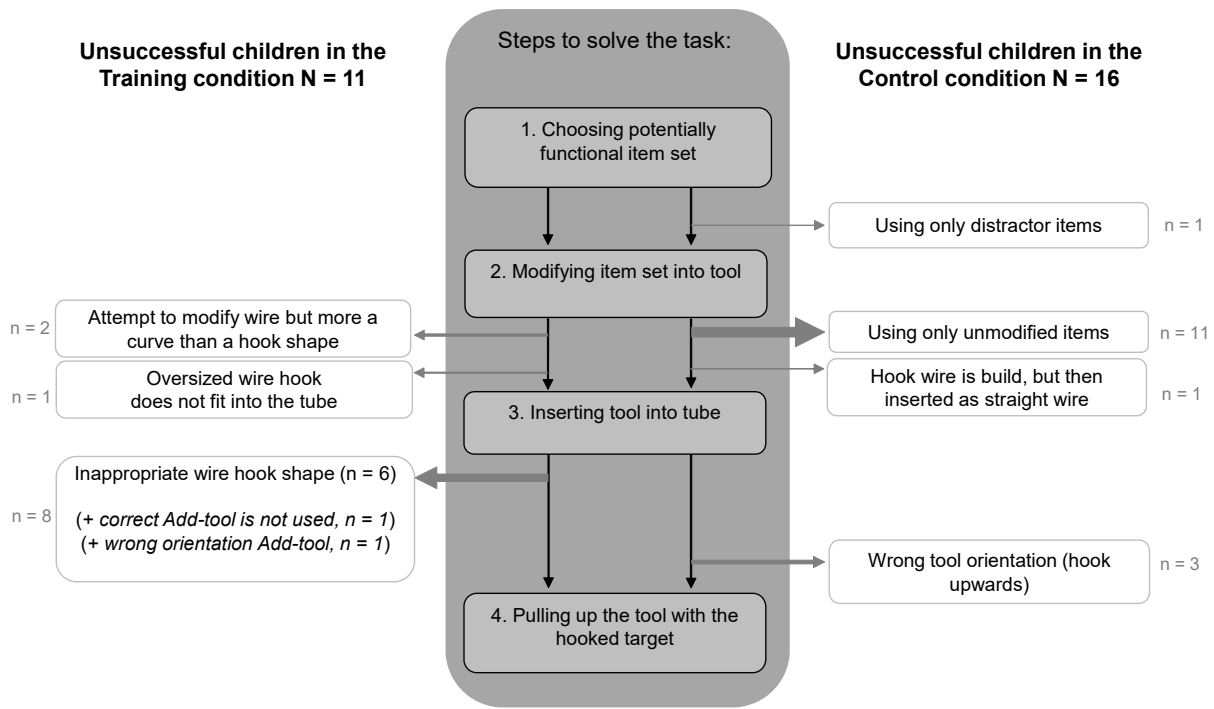 Unsuccessful children in the
Training condition N = 11
Steps to solve the task:
Unsuccessful children in the
Control condition N = 16
1. Choosing potentially
functional item set
Using only distractor items
n = 1
2. Modifying item set into tool
n = 2
Attempt to modify wire but more a
curve than a hook shape
Using only unmodified items
n = 11
n = 1
Oversized wire hook
does not fit into the tube
Hook wire is build, but then
inserted as straight wire
n = 1
3. Inserting tool into tube
n = 8
Inappropriate wire hook shape (n = 6)
(+ correct Add-tool is not used, n = 1)
(+ wrong orientation Add-tool, n = 1)
Wrong tool orientation (hook
upwards)
n = 3
4. Pulling up the tool with the
hooked target